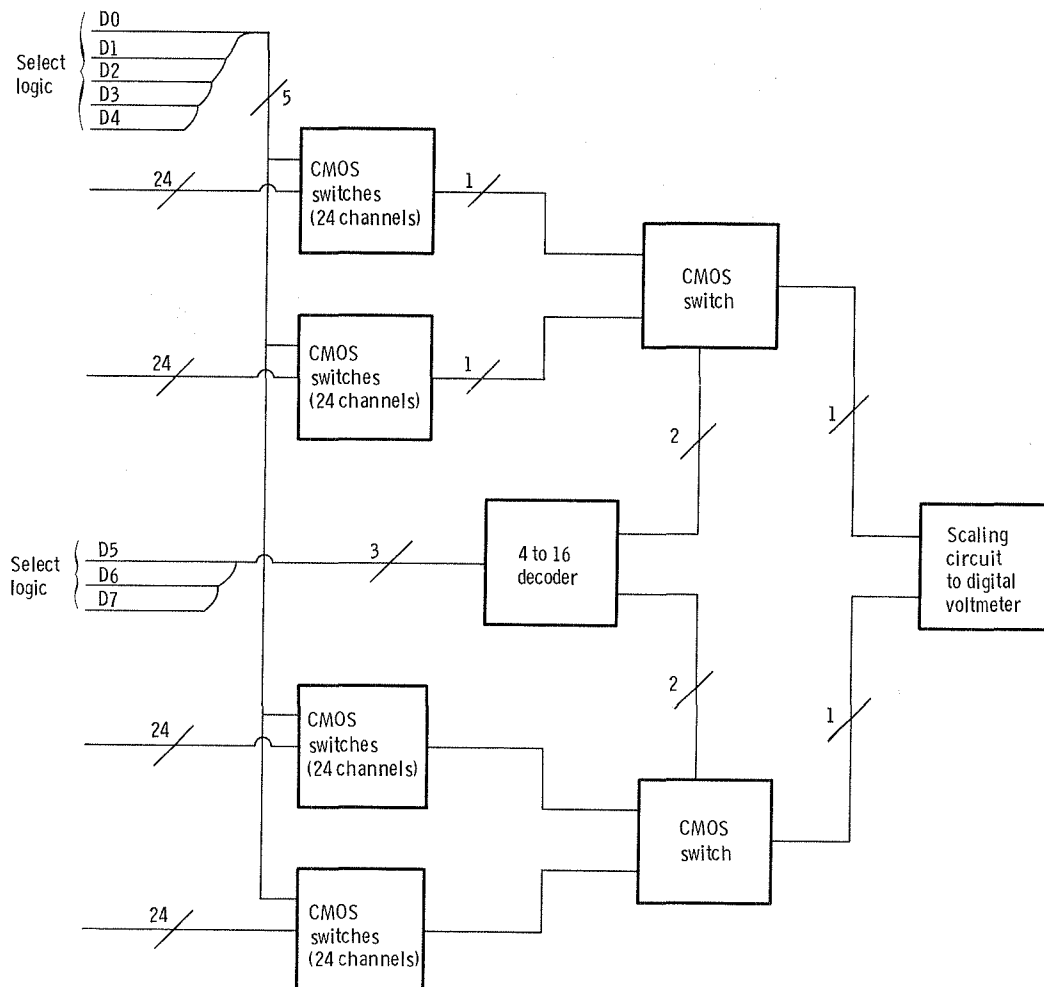 Select
logic
D0
D1
D2
D3
D4
5
24
CMOS
switches
(24 channels)
1
CMOS
switch
24
CMOS
switches
(24 channels)
1
2
1
Select
logic
D5
D6
D7
3
4 to 16
decoder
Scaling
circuit
to digital
voltmeter
2
1
24
CMOS
switches
(24 channels)
CMOS
switch
24
CMOS
switches
(24 channels)